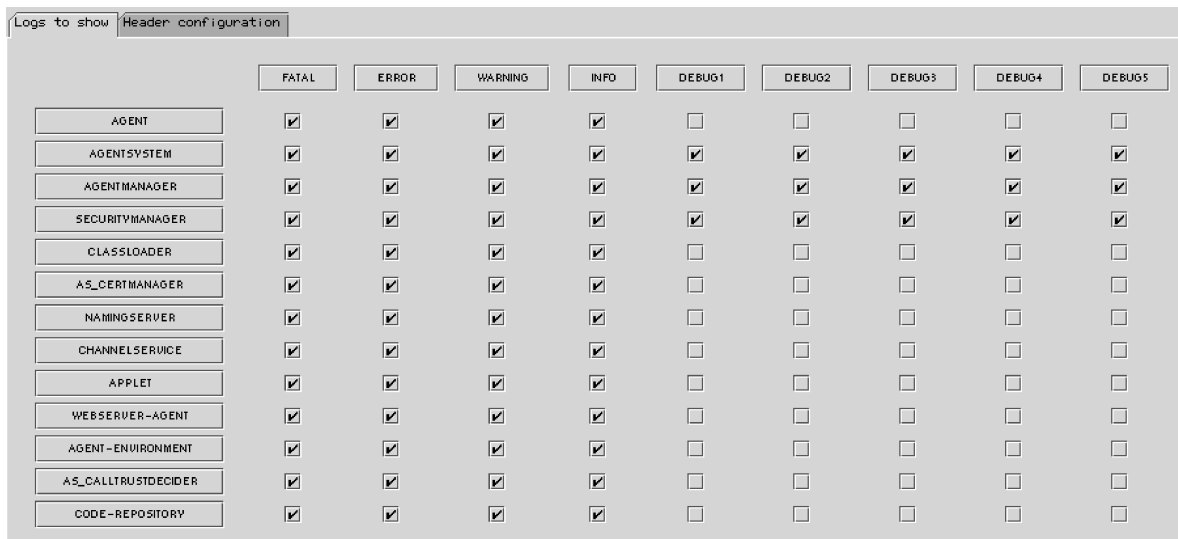 Logs to show Header configuration
FATAL ERROR WARNING INFO DEBUG1 DEBUG2 DEBUG3 DEBUG4 DEBUG5
AGENT
AGENTSYSTEM
AGENTMANAGER
SECURITYMANAGER
CLASSLOADER
AS_CERTMANAGER
NAMINGSERVER
CHANNELSERVICE
APPLET
WEBSERVER-AGENT
AGENT-ENVIRONMENT
AS_CALLTRUSTDECIDER
CODE-REPOSITORY